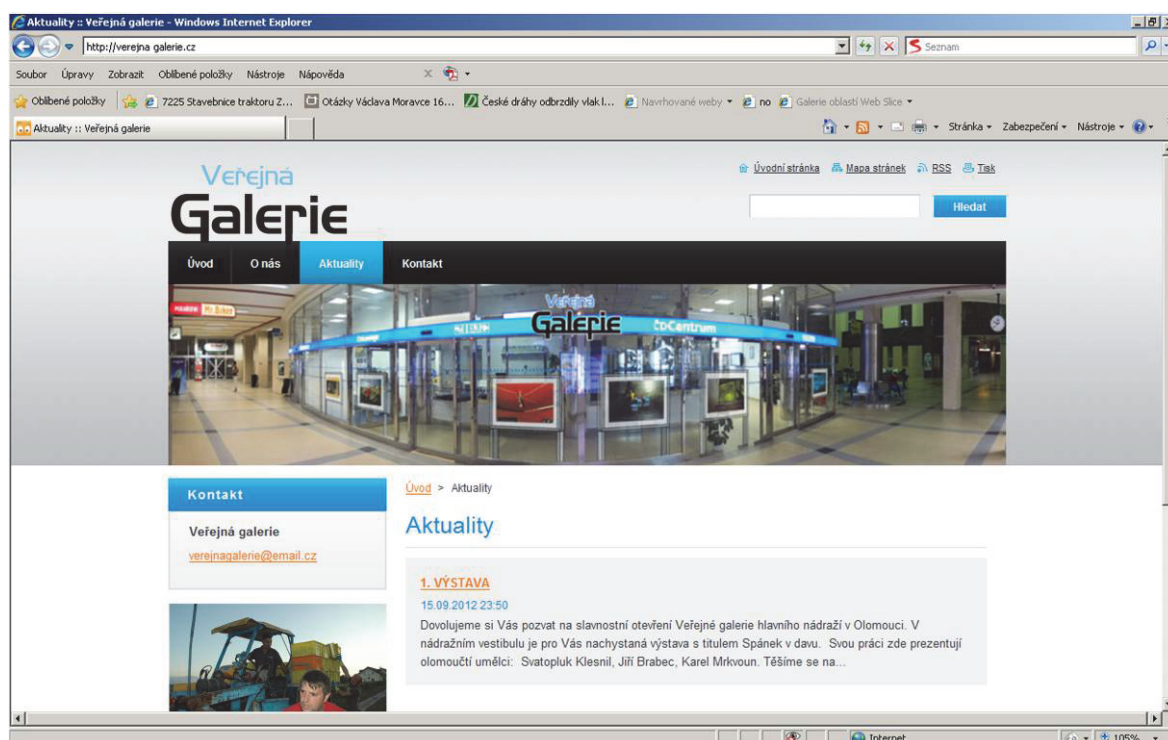 Aktuality :: Veřejná galerie - Windows Internet Explorer
http://verejna galerie.cz
Seznam
Soubor Úpravy Zobrazit Oblíbené položky Nástroje Nápověda
Oblíbené položky 7225 Stavebnice traktoru Z... Otázky Václava Moravce 16... České dráhy odbrzdily vlak l... Navrhované weby no Galerie oblastí Web Slice
Aktuality :: Veřejná galerie
Stránka Zabezpečení Nástroje
Úvodní stránka Mapa stránek RSS Tisk
Veřejná
Galerie
Hledat
Úvod O nás Aktuality Kontakt
Veřejná
Galerie
ČDCentrum
Kontakt
Veřejná galerie
verejnagalerie@email.cz
Úvod > Aktuality
Aktuality
1. VÝSTAVA
15.09.2012 23:50
Dovolujeme si Vás pozvat na slavnostní otevření Veřejné galerie hlavního nádraží v Olomouci. V
nádražním vestibulu je pro Vás nachystaná výstava s titulem Spánek v davu. Svou práci zde prezentují
olomoučtí umělci: Svatopluk Klesnil, Jiří Brabec, Karel Mrkvoun. Těšíme se na...
Internet
105%